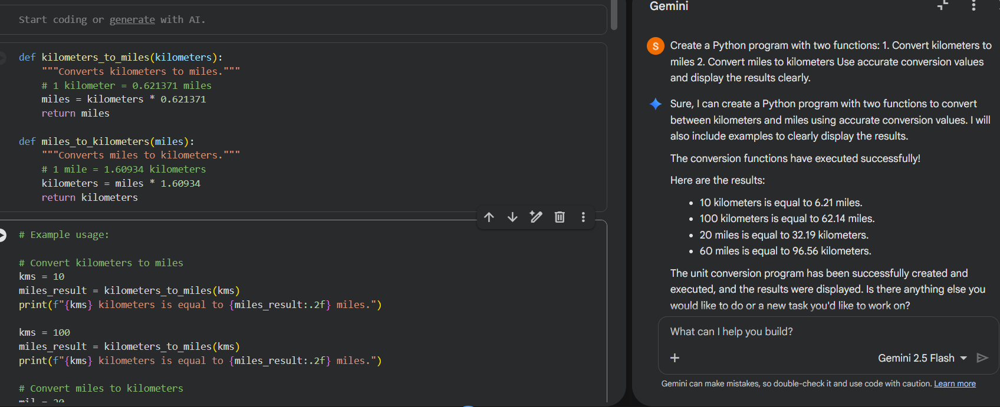 Start coding or generate with AI.
def kilometers_to_miles(kilometers):
    """Converts kilometers to miles."""
    # 1 kilometer = 0.621371 miles
    miles = kilometers * 0.621371
    return miles
def miles_to_kilometers(miles):
    """Converts miles to kilometers."""
    # 1 mile = 1.60934 kilometers
    kilometers = miles * 1.60934
    return kilometers
# Example usage:
# Convert kilometers to miles
kms = 10
miles_result = kilometers_to_miles(kms)
print(f"{kms} kilometers is equal to {miles_result:.2f} miles.")
kms = 100
miles_result = kilometers_to_miles(kms)
print(f"{kms} kilometers is equal to {miles_result:.2f} miles.")
# Convert miles to kilometers
mil = 20
Gemini
S
Create a Python program with two functions: 1. Convert kilometers to
miles 2. Convert miles to kilometers Use accurate conversion values
and display the results clearly.
Sure, I can create a Python program with two functions to convert
between kilometers and miles using accurate conversion values. I will
also include examples to clearly display the results.
The conversion functions have executed successfully!
Here are the results:
• 10 kilometers is equal to 6.21 miles.
• 100 kilometers is equal to 62.14 miles.
• 20 miles is equal to 32.19 kilometers.
• 60 miles is equal to 96.56 kilometers.
The unit conversion program has been successfully created and
executed, and the results were displayed. Is there anything else you
would like to do or a new task you'd like to work on?
What can I help you build?
Gemini 2.5 Flash
Gemini can make mistakes, so double-check it and use code with caution. Learn more